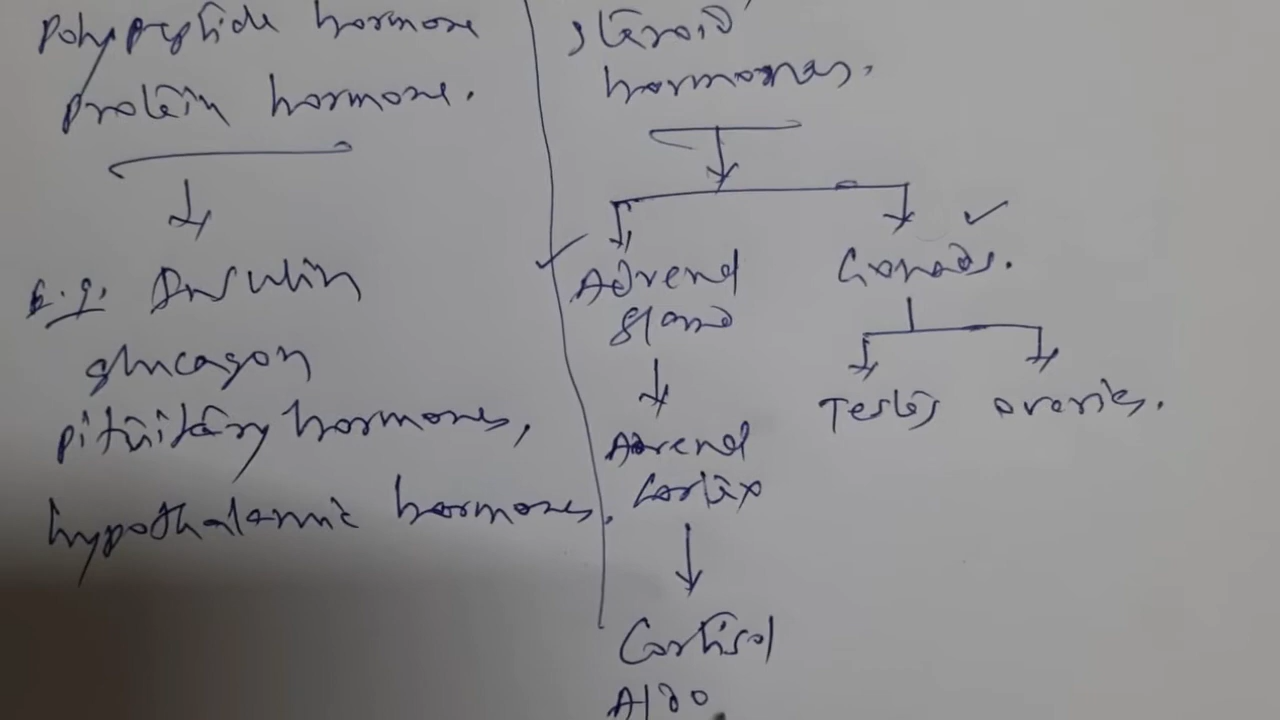 Polypeptide hormone
protein hormone.
E.g. Insulin
glucagon
pituitary hormones,
hypothalamic hormones.
steroid
hormones.
Adrenal
gland
Adrenal
Cortex
Cortisol
Aldo
Gonads.
Testes ovaries.